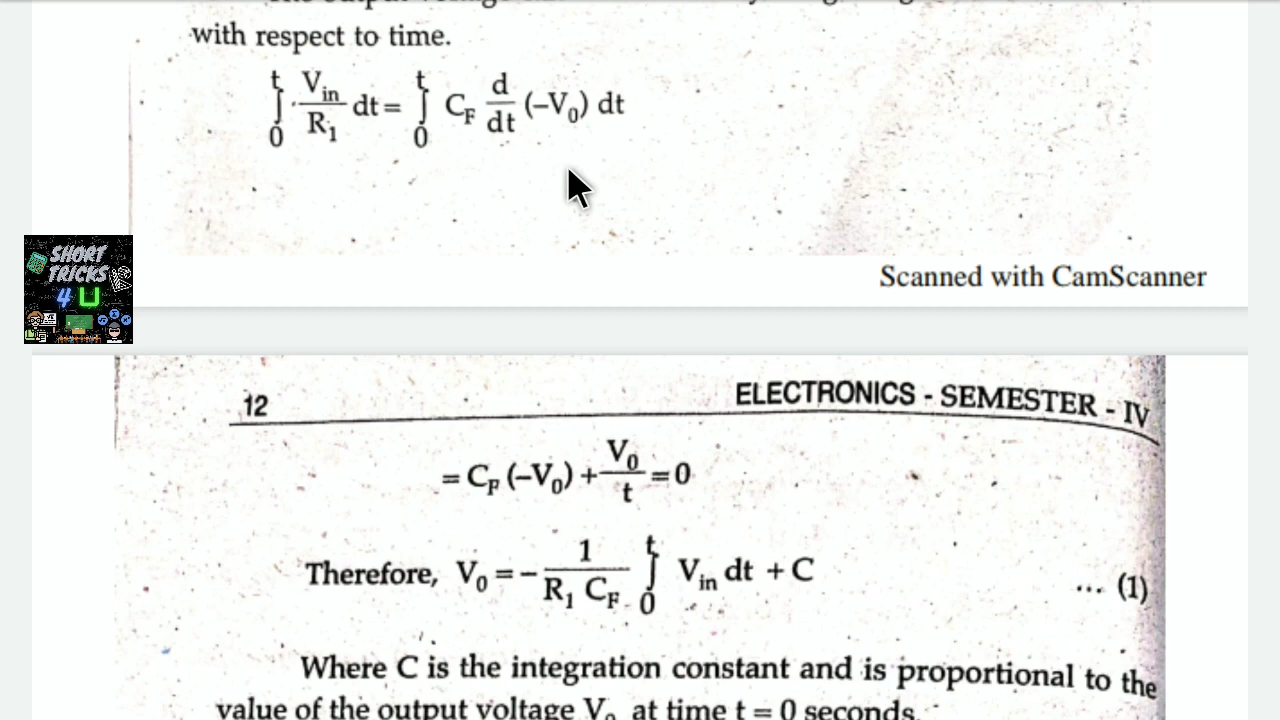 with respect to time.
∫₀ᵗ V_in/R₁ dt = ∫₀ᵗ C_F d/dt (–V₀) dt
Scanned with CamScanner
SHORT
TRICKS
4 U
12 ELECTRONICS - SEMESTER - IV
= C_F (–V₀) + V₀/t = 0
Therefore, V₀ = – 1/(R₁ C_F) ∫₀ᵗ V_in dt + C ... (1)
Where C is the integration constant and is proportional to the
value of the output voltage V₀ at time t = 0 seconds.